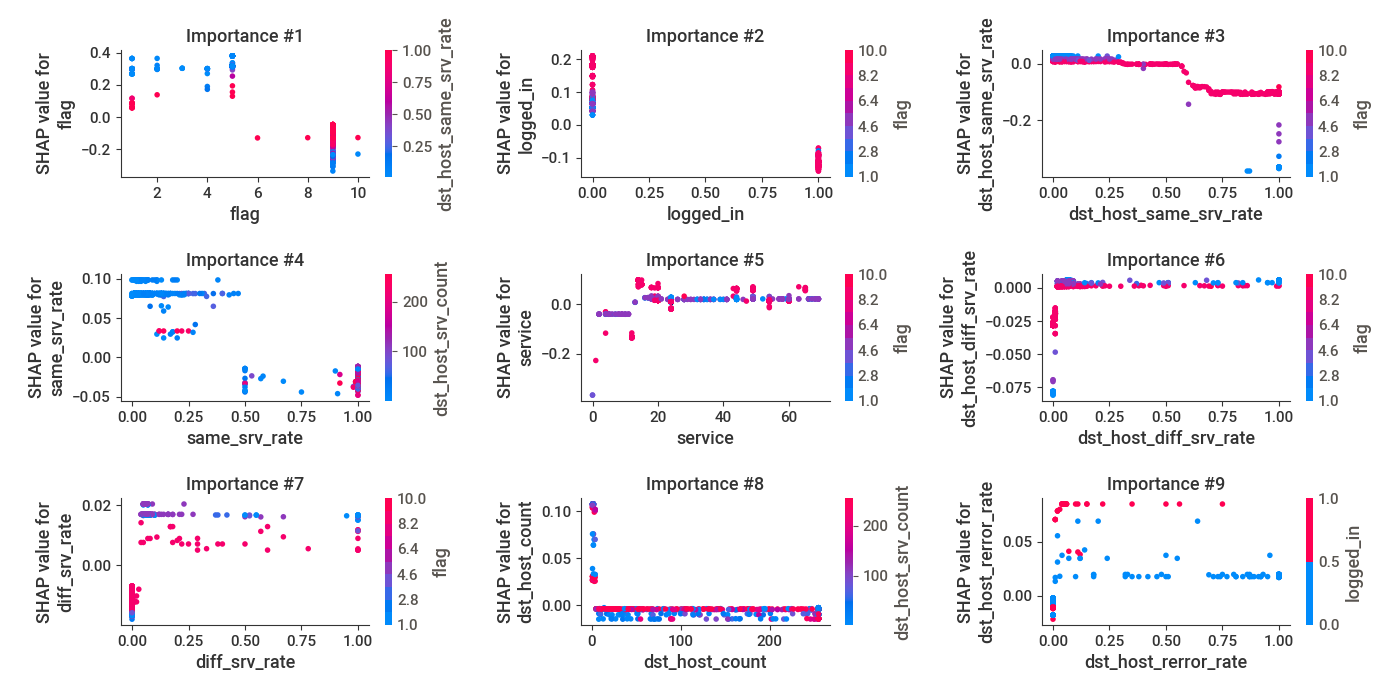 Importance #1
SHAP value for
flag
0.4
0.2
0.0
−0.2
2
4
6
8
10
flag
1.00
0.75
0.50
0.25
dst_host_same_srv_rate
Importance #2
SHAP value for
logged_in
0.2
0.1
0.0
−0.1
0.00
0.25
0.50
0.75
1.00
logged_in
10.0
8.2
6.4
4.6
2.8
1.0
flag
Importance #3
SHAP value for
dst_host_same_srv_rate
0.0
−0.2
0.00
0.25
0.50
0.75
1.00
dst_host_same_srv_rate
10.0
8.2
6.4
4.6
2.8
1.0
flag
Importance #4
SHAP value for
same_srv_rate
0.10
0.05
0.00
−0.05
0.00
0.25
0.50
0.75
1.00
same_srv_rate
200
100
dst_host_srv_count
Importance #5
SHAP value for
service
0.0
−0.2
0
20
40
60
service
10.0
8.2
6.4
4.6
2.8
1.0
flag
Importance #6
SHAP value for
dst_host_diff_srv_rate
0.000
−0.025
−0.050
−0.075
0.00
0.25
0.50
0.75
1.00
dst_host_diff_srv_rate
10.0
8.2
6.4
4.6
2.8
1.0
flag
Importance #7
SHAP value for
diff_srv_rate
0.02
0.00
0.00
0.25
0.50
0.75
1.00
diff_srv_rate
10.0
8.2
6.4
4.6
2.8
1.0
flag
Importance #8
SHAP value for
dst_host_count
0.10
0.05
0.00
0
100
200
dst_host_count
200
100
dst_host_srv_count
Importance #9
SHAP value for
dst_host_rerror_rate
0.05
0.00
0.00
0.25
0.50
0.75
1.00
dst_host_rerror_rate
1.0
0.5
0.0
logged_in